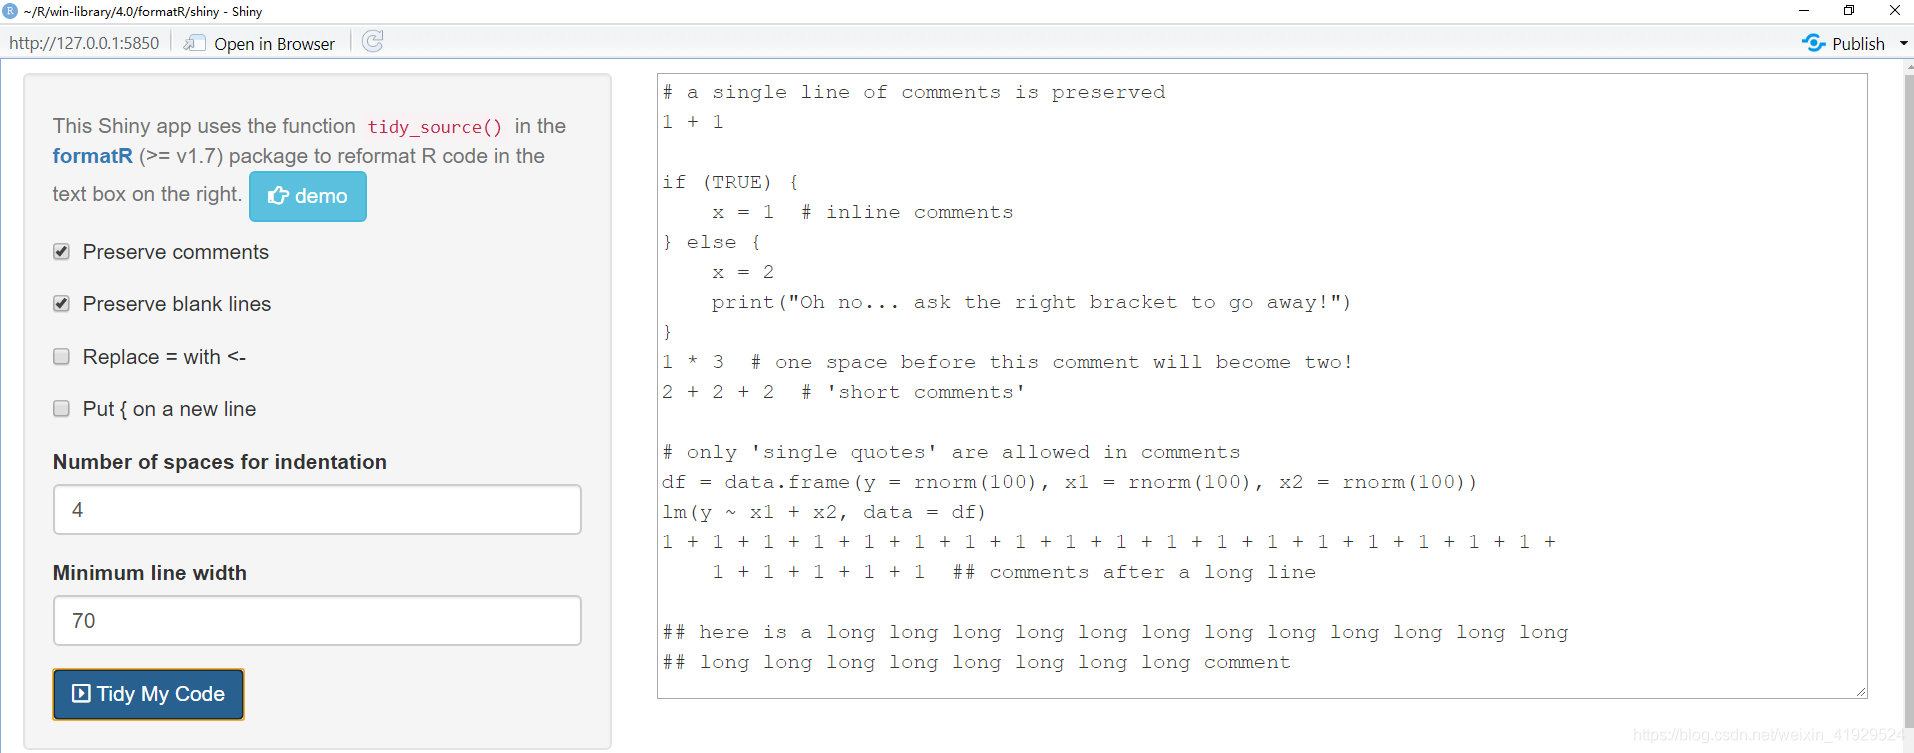 R ~/R/win-library/4.0/formatR/shiny - Shiny
http://127.0.0.1:5850 Open in Browser Publish
This Shiny app uses the function tidy_source() in the
formatR (>= v1.7) package to reformat R code in the
text box on the right. demo
Preserve comments
Preserve blank lines
Replace = with <-
Put { on a new line
Number of spaces for indentation
4
Minimum line width
70
Tidy My Code
# a single line of comments is preserved
1 + 1
if (TRUE) {
    x = 1  # inline comments
} else {
    x = 2
    print("Oh no... ask the right bracket to go away!")
}
1 * 3  # one space before this comment will become two!
2 + 2 + 2  # 'short comments'
# only 'single quotes' are allowed in comments
df = data.frame(y = rnorm(100), x1 = rnorm(100), x2 = rnorm(100))
lm(y ~ x1 + x2, data = df)
1 + 1 + 1 + 1 + 1 + 1 + 1 + 1 + 1 + 1 + 1 + 1 + 1 + 1 + 1 + 1 + 1 + 1 +
    1 + 1 + 1 + 1 + 1  ## comments after a long line
## here is a long long long long long long long long long long long long
## long long long long long long long long comment
https://blog.csdn.net/weixin_41929524